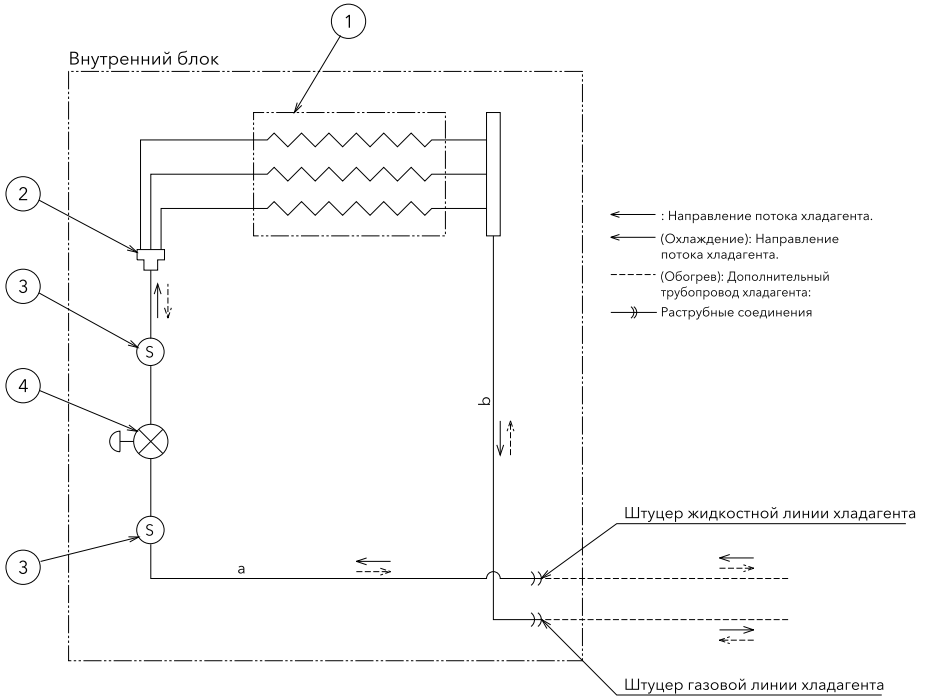 1
Внутренний блок
2
3
S
4
3
S
a
b
: Направление потока хладагента.
(Охлаждение): Направление
потока хладагента.
(Обогрев): Дополнительный
трубопровод хладагента:
Раструбные соединения
Штуцер жидкостной линии хладагента
Штуцер газовой линии хладагента